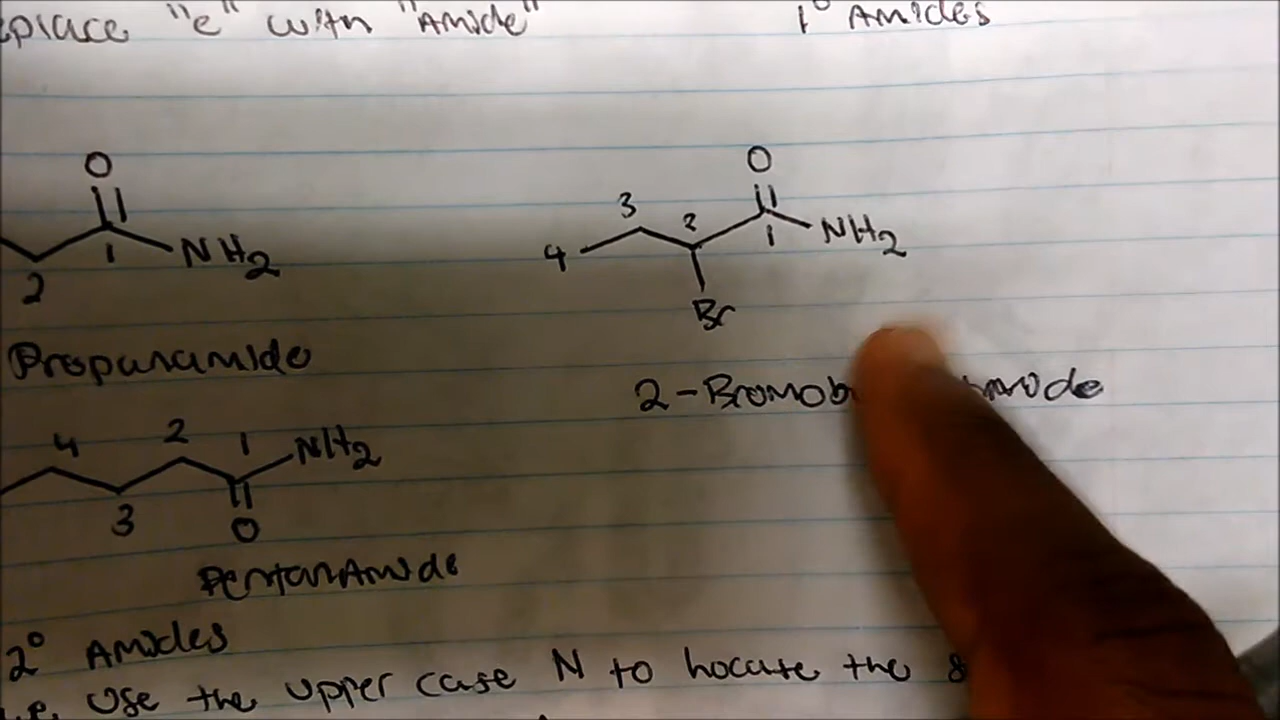 "e" with "Amide"
1° Amides
O
1
NH2
2
Propanamide
O
3
2
4
1
NH2
Br
2-Bromob
4
2
1
NH2
3
O
PentanAmide
2° Amides
Use the upper case N to locate the